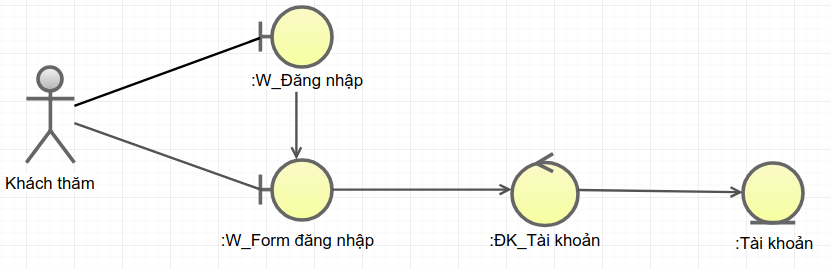 :W_Đăng nhập
Khách thăm
:W_Form đăng nhập
:ĐK_Tài khoản
:Tài khoản